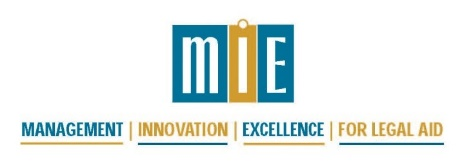 MiE
MANAGEMENT | INNOVATION | EXCELLENCE | FOR LEGAL AID